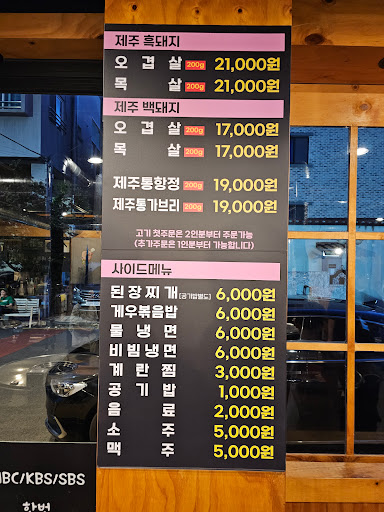 제주 흑돼지
오겹살 200g 21,000원
목살 200g 21,000원
제주 백돼지
오겹살 200g 17,000원
목살 200g 17,000원
제주통항정 200g 19,000원
제주통가브리 200g 19,000원
고기 첫주문은 2인분부터 주문가능
(추가주문은 1인분부터 가능합니다)
사이드메뉴
된장찌개(공기밥별도) 6,000원
게우볶음밥 6,000원
물냉면 6,000원
비빔냉면 6,000원
계란찜 3,000원
공기밥 1,000원
음료 2,000원
소주 5,000원
맥주 5,000원
MBC/KBS/SBS
한번